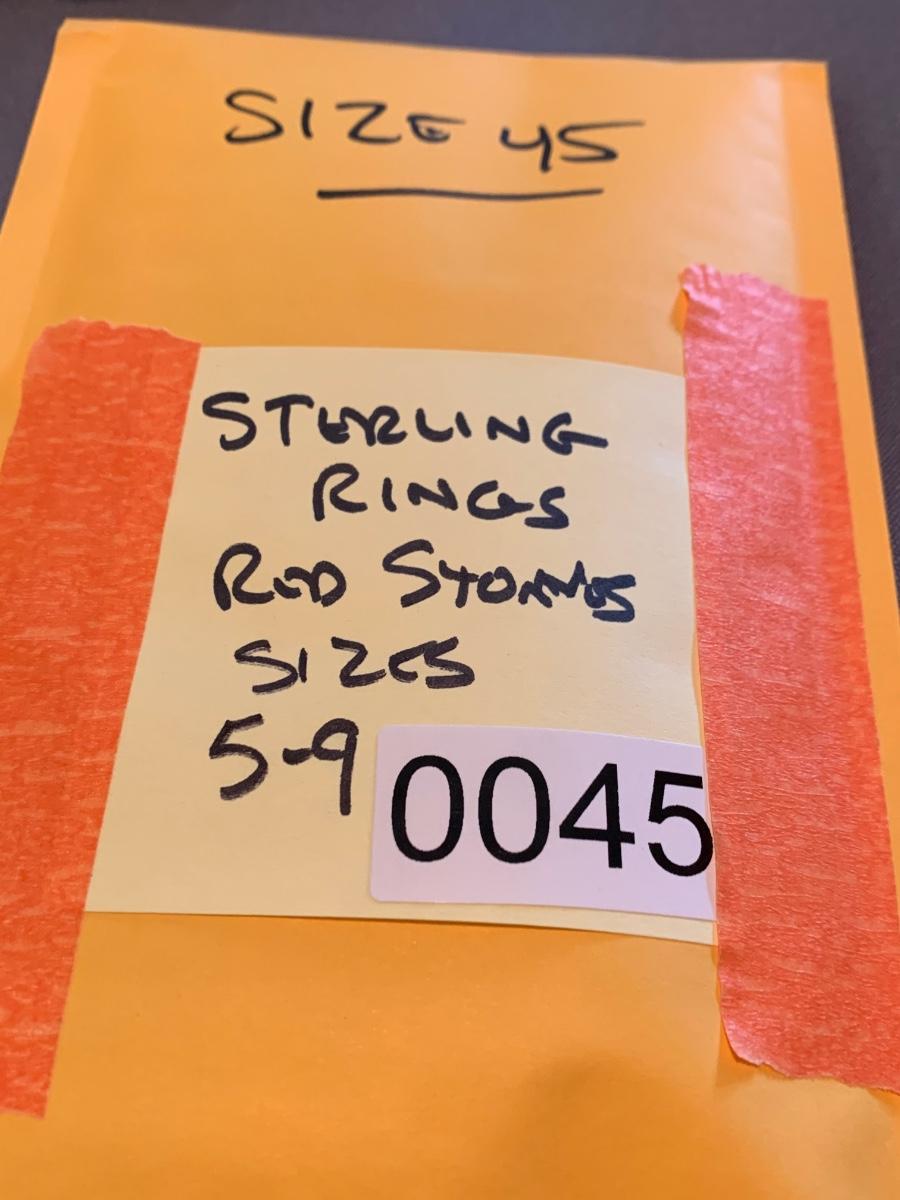 SIZE 45
STERLING
RINGS
RED STONES
SIZES
5-9
0045